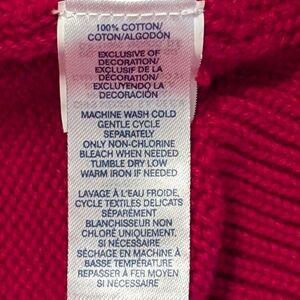 100% COTTON/
COTON/ALGODÓN
EXCLUSIVE OF
DECORATION/
EXCLUSIF DE LA
DÉCORATION/
EXCLUYENDO LA
DECORACIÓN
MACHINE WASH COLD
GENTLE CYCLE
SEPARATELY
ONLY NON-CHLORINE
BLEACH WHEN NEEDED
TUMBLE DRY LOW
WARM IRON IF NEEDED
LAVAGE À L'EAU FROIDE,
CYCLE TEXTILES DELICATS
SÉPARÉMENT
BLANCHISSEUR NON
CHLORÉ UNIQUEMENT,
SI NÉCESSAIRE
SÉCHAGE EN MACHINE À
BASSE TEMPÉRATURE
REPASSER À FER MOYEN
SI NÉCESSAIRE